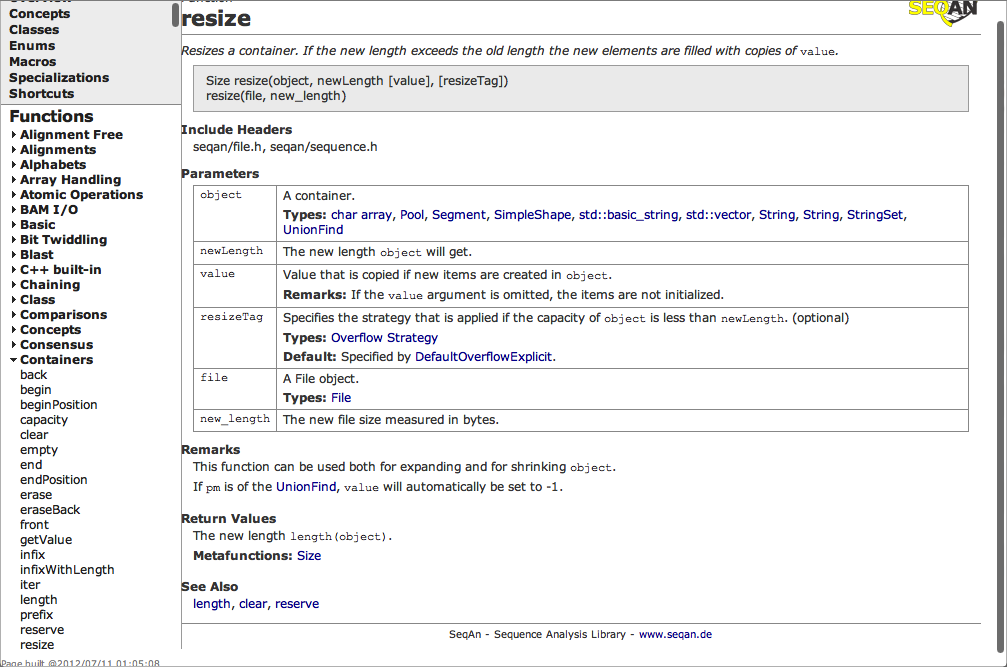 Concepts
Classes
Enums
Macros
Specializations
Shortcuts
Functions
Alignment Free
Alignments
Alphabets
Array Handling
Atomic Operations
BAM I/O
Basic
Bit Twiddling
Blast
C++ built-in
Chaining
Class
Comparisons
Concepts
Consensus
Containers
back
begin
beginPosition
capacity
clear
empty
end
endPosition
erase
eraseBack
front
getValue
infix
infixWithLength
iter
length
prefix
reserve
resize
Page built @2012/07/11 01:05:08
SEQAN
resize
Resizes a container. If the new length exceeds the old length the new elements are filled with copies of value.
Size resize(object, newLength [value], [resizeTag])
resize(file, new_length)
Include Headers
seqan/file.h, seqan/sequence.h
Parameters
object A container.
Types: char array, Pool, Segment, SimpleShape, std::basic_string, std::vector, String, String, StringSet,
UnionFind
newLength The new length object will get.
value Value that is copied if new items are created in object.
Remarks: If the value argument is omitted, the items are not initialized.
resizeTag Specifies the strategy that is applied if the capacity of object is less than newLength. (optional)
Types: Overflow Strategy
Default: Specified by DefaultOverflowExplicit.
file A File object.
Types: File
new_length The new file size measured in bytes.
Remarks
This function can be used both for expanding and for shrinking object.
If pm is of the UnionFind, value will automatically be set to -1.
Return Values
The new length length(object).
Metafunctions: Size
See Also
length, clear, reserve
SeqAn - Sequence Analysis Library - www.seqan.de